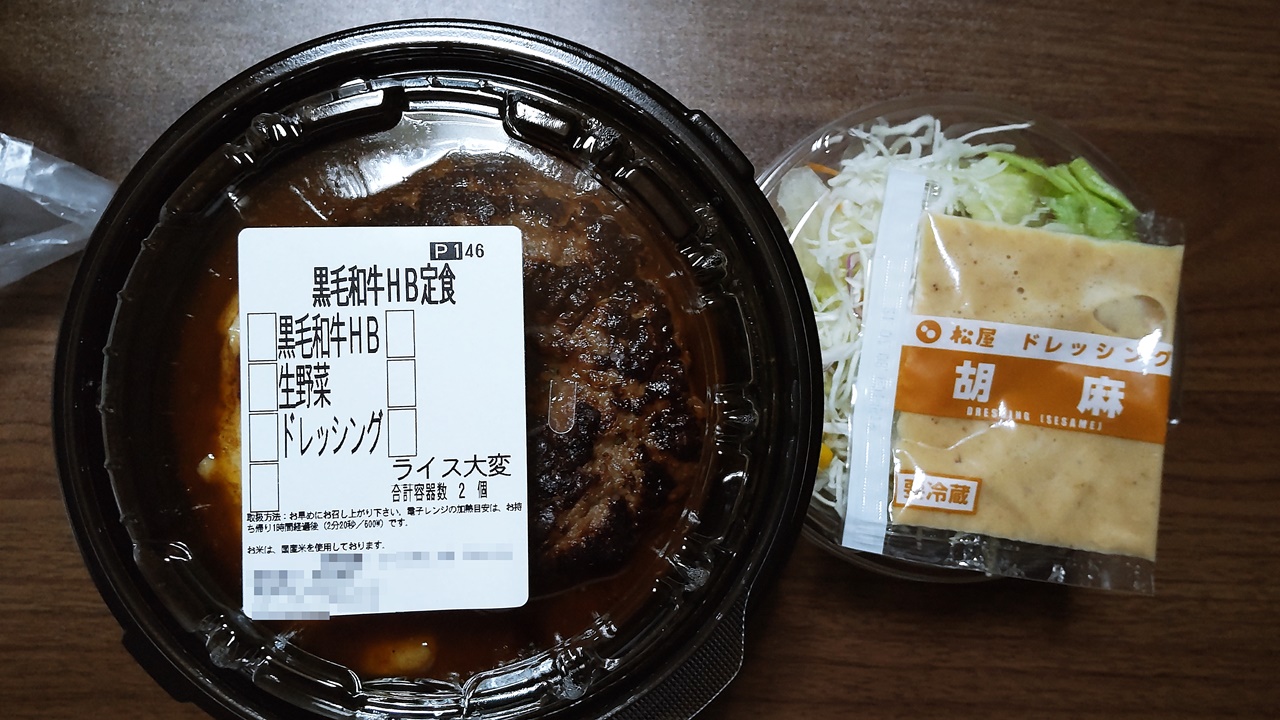 P146
黒毛和牛HB定食
黒毛和牛HB
生野菜
ドレッシング
ライス大変
合計容器数 2 個
取扱方法：お早めにお召し上がり下さい。電子レンジの加熱目安は、お持
ち帰り1時間経過後（2分20秒／600W）です。
お米は、国産米を使用しております。
松屋 ドレッシング
胡麻
DRESSING (SESAME)
要冷蔵